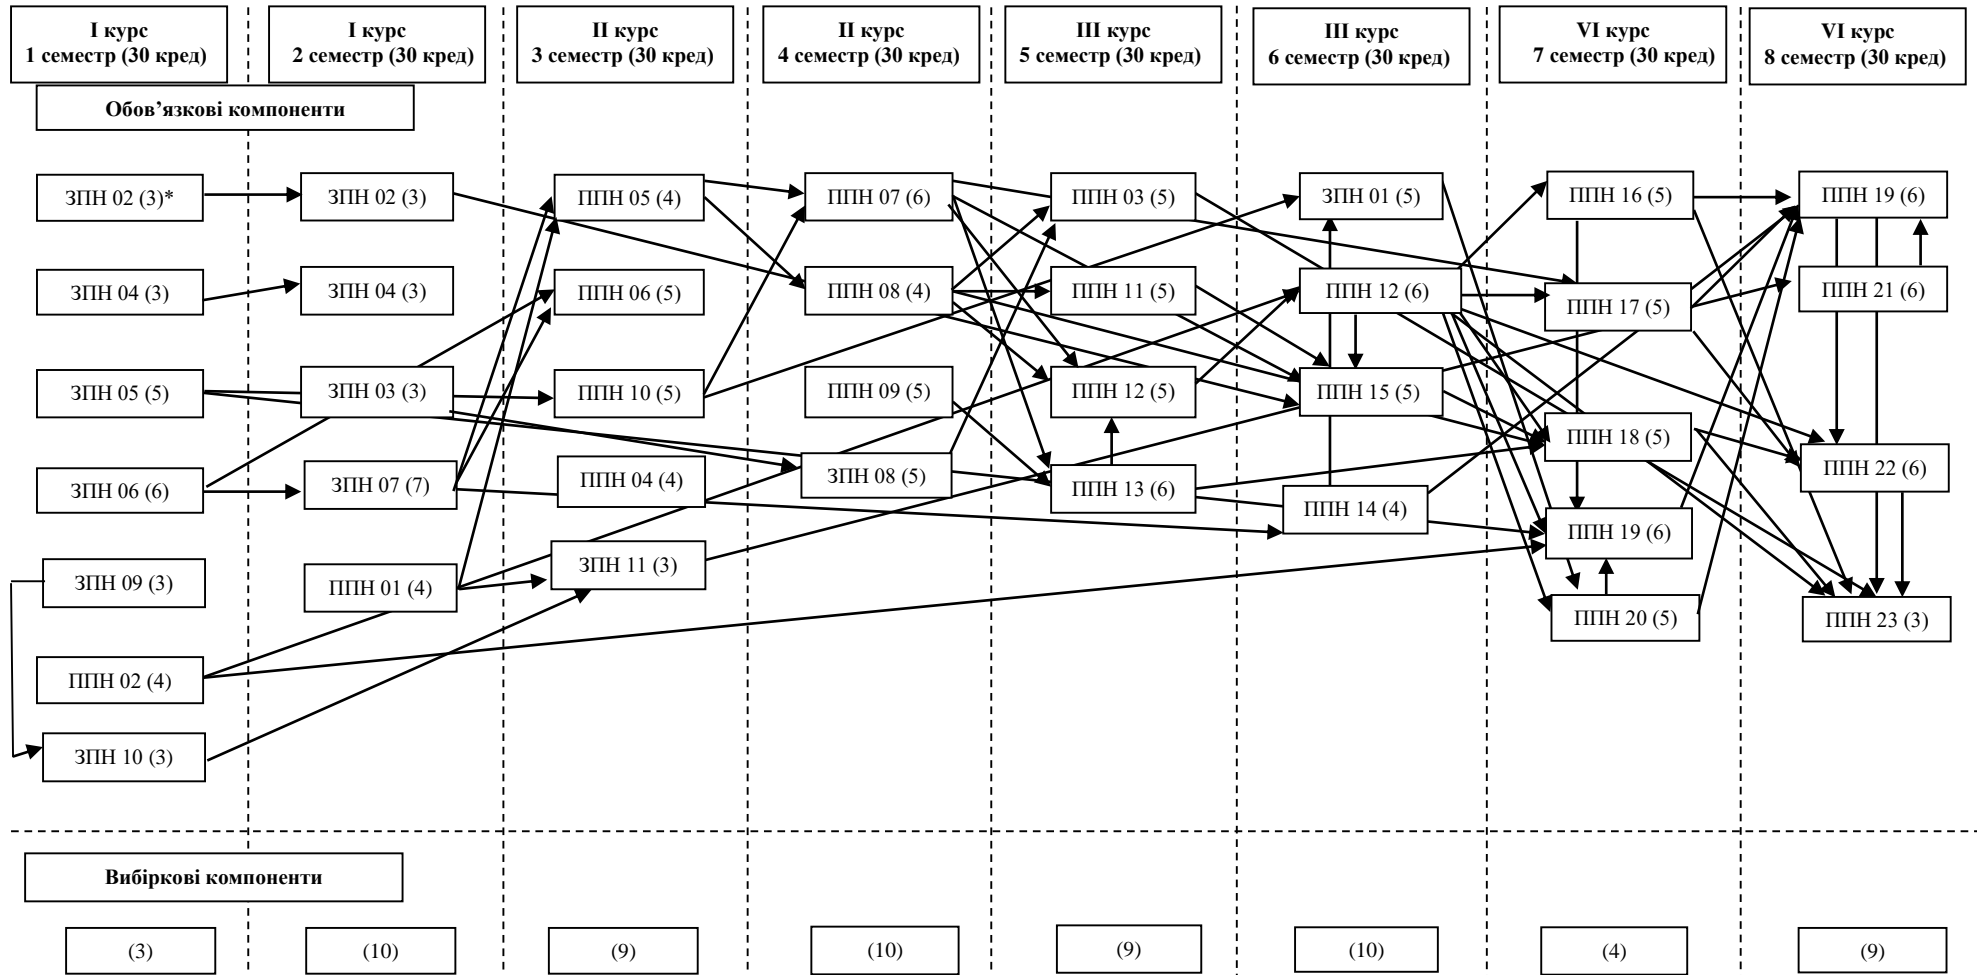 I курс
1 семестр (30 кред)
I курс
2 семестр (30 кред)
II курс
3 семестр (30 кред)
II курс
4 семестр (30 кред)
III курс
5 семестр (30 кред)
III курс
6 семестр (30 кред)
VI курс
7 семестр (30 кред)
VI курс
8 семестр (30 кред)
Обов’язкові компоненти
ЗПН 02 (3)*
ЗПН 04 (3)
ЗПН 05 (5)
ЗПН 06 (6)
ЗПН 09 (3)
ППН 02 (4)
ЗПН 10 (3)
ЗПН 02 (3)
ЗПН 04 (3)
ЗПН 03 (3)
ЗПН 07 (7)
ППН 01 (4)
ППН 05 (4)
ППН 06 (5)
ППН 10 (5)
ППН 04 (4)
ЗПН 11 (3)
ППН 07 (6)
ППН 08 (4)
ППН 09 (5)
ЗПН 08 (5)
ППН 03 (5)
ППН 11 (5)
ППН 12 (5)
ППН 13 (6)
ЗПН 01 (5)
ППН 12 (6)
ППН 15 (5)
ППН 14 (4)
ППН 16 (5)
ППН 17 (5)
ППН 18 (5)
ППН 19 (6)
ППН 20 (5)
ППН 19 (6)
ППН 21 (6)
ППН 22 (6)
ППН 23 (3)
Вибіркові компоненти
(3)
(10)
(9)
(10)
(9)
(10)
(4)
(9)